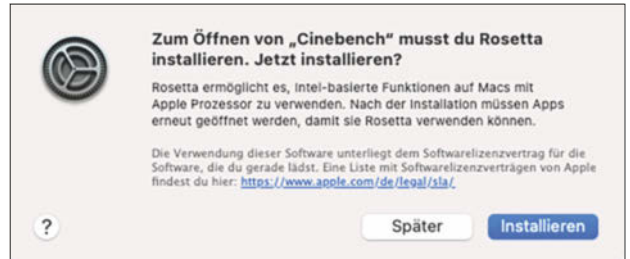 Zum Öffnen von „Cinebench“ musst du Rosetta
installieren. Jetzt installieren?
Rosetta ermöglicht es, Intel-basierte Funktionen auf Macs mit
Apple Prozessor zu verwenden. Nach der Installation müssen Apps
erneut geöffnet werden, damit sie Rosetta verwenden können.
Die Verwendung dieser Software unterliegt dem Softwarelizenzvertrag für die
Software, die du gerade lädst. Eine Liste mit Softwarelizenzverträgen von Apple
findest du hier: https://www.apple.com/de/legal/sla/
? Später Installieren